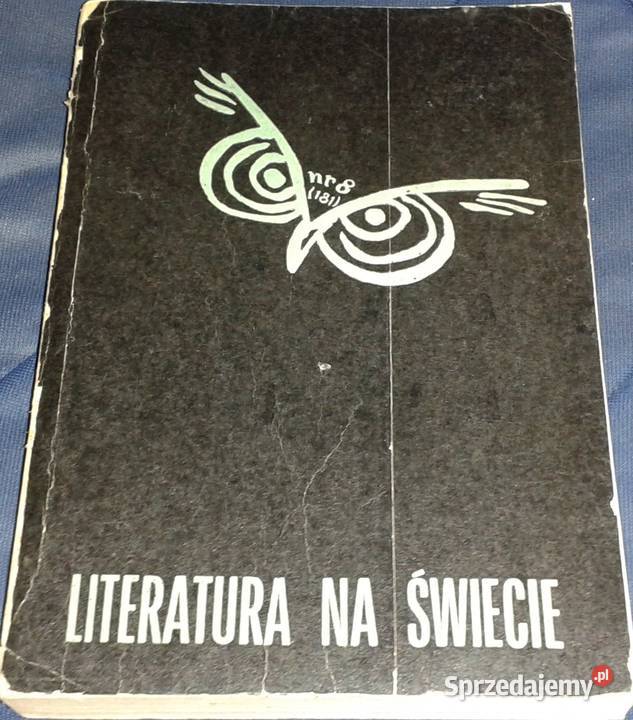 nr 8
(181)
LITERATURA NA ŚWIECIE
Sprzedajemy.pl